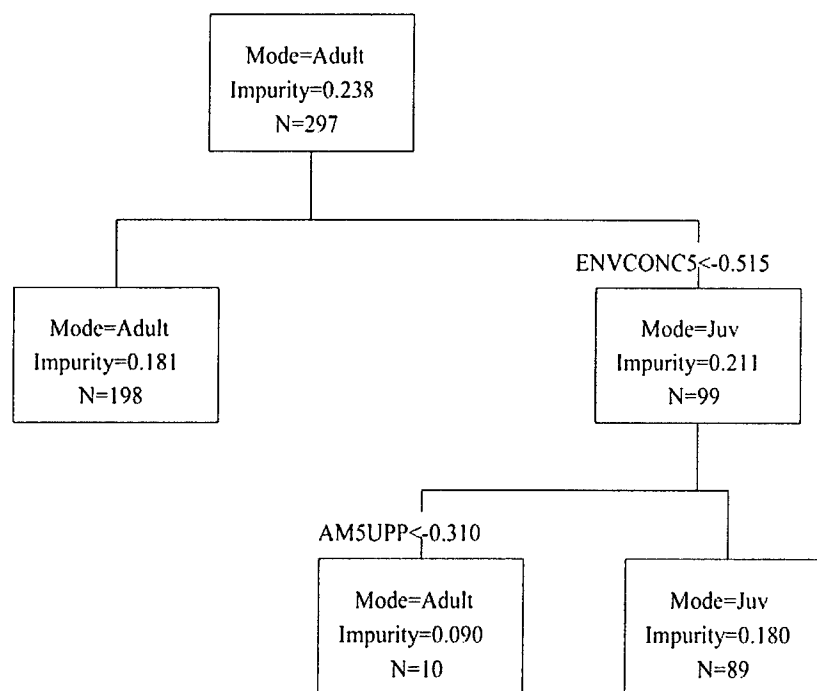 Mode=Adult
Impurity=0.238
N=297
ENVCONC5<-0.515
Mode=Adult
Impurity=0.181
N=198
Mode=Juv
Impurity=0.211
N=99
AM5UPP<-0.310
Mode=Adult
Impurity=0.090
N=10
Mode=Juv
Impurity=0.180
N=89